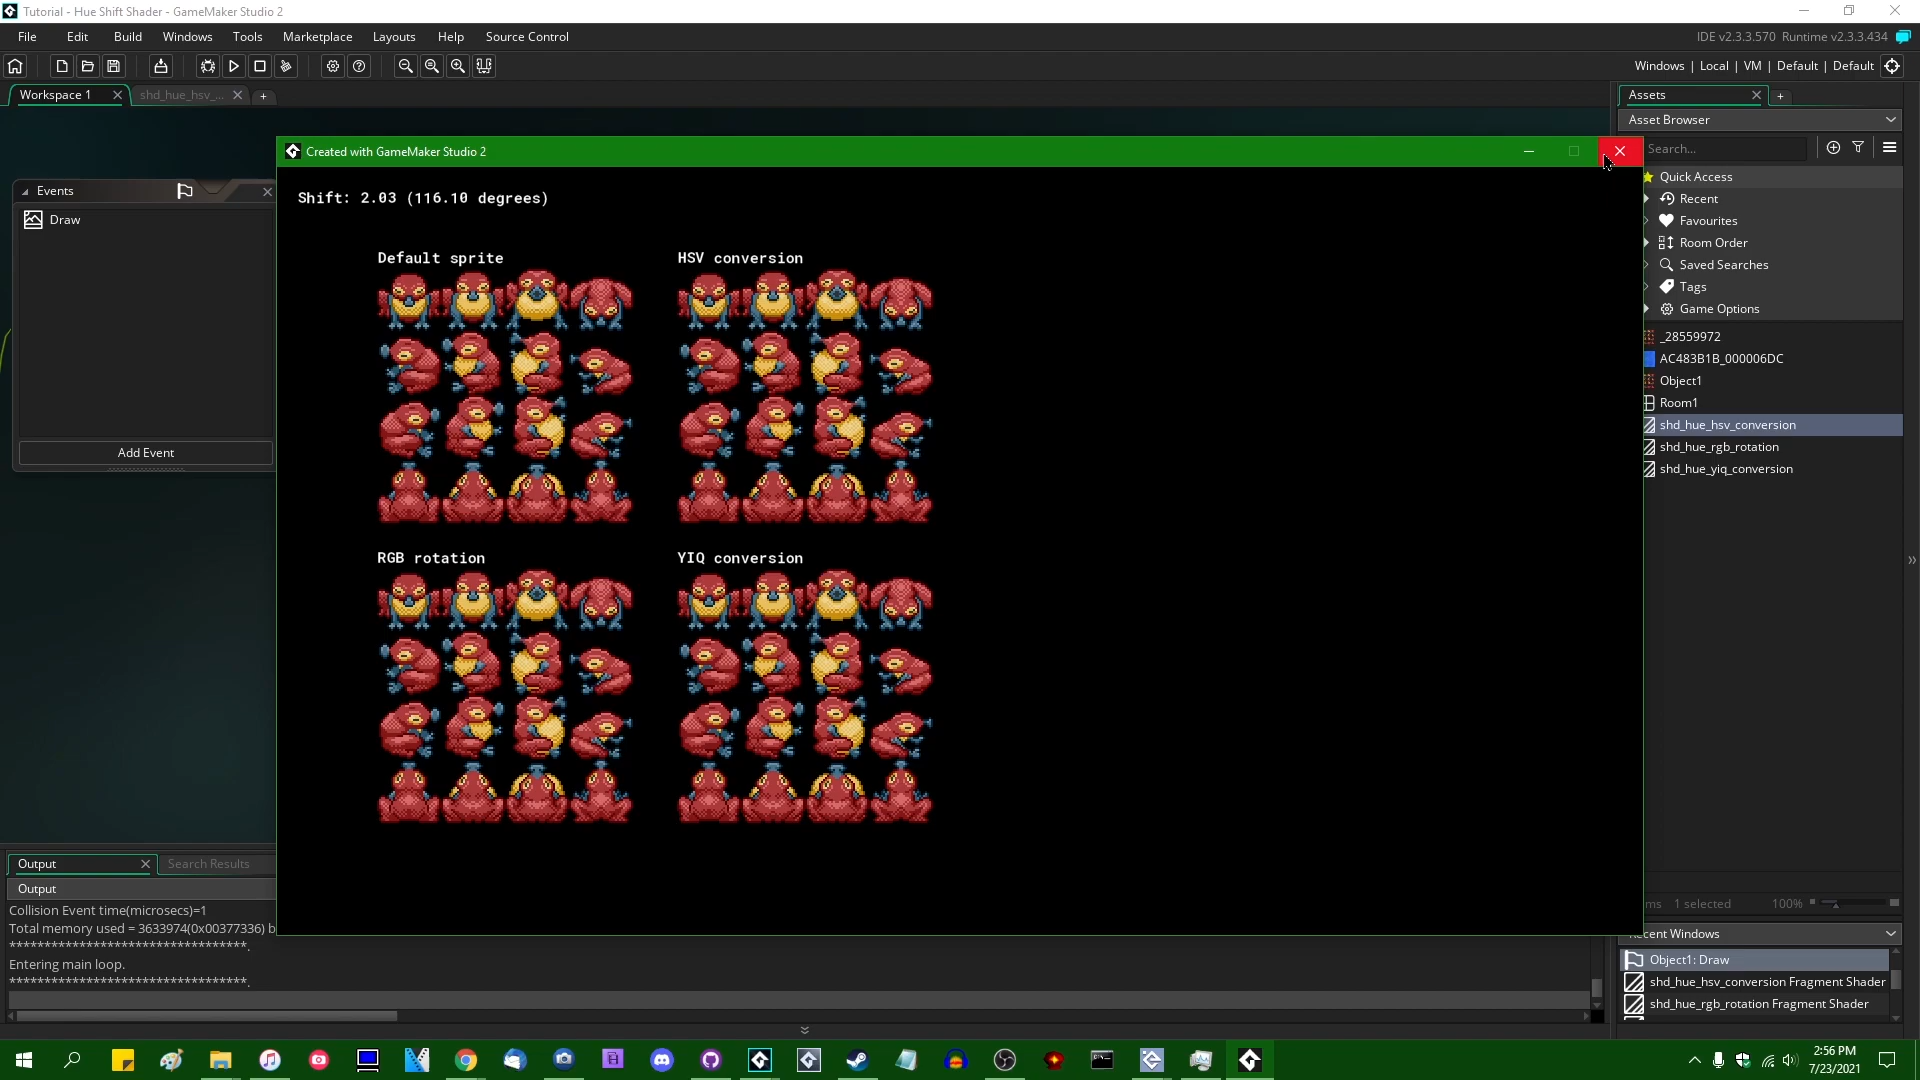 Tutorial - Hue Shift Shader - GameMaker Studio 2
File Edit Build Windows Tools Marketplace Layouts Help Source Control
IDE v2.3.3.570 Runtime v2.3.3.434
Windows | Local | VM | Default | Default
Workspace 1
shd_hue_hsv_...
Assets
Asset Browser
Created with GameMaker Studio 2
Search...
Shift: 2.03 (116.10 degrees)
Events
Draw
Add Event
Default sprite
HSV conversion
RGB rotation
YIQ conversion
Quick Access
Recent
Favourites
Room Order
Saved Searches
Tags
Game Options
_28559972
AC483B1B_000006DC
Object1
Room1
shd_hue_hsv_conversion
shd_hue_rgb_rotation
shd_hue_yiq_conversion
Output
Search Results
Output
Collision Event time(microsecs)=1
Total memory used = 3633974(0x00377336) b
*********************************.
Entering main loop.
*********************************.
ms 1 selected 100%
Recent Windows
Object1: Draw
shd_hue_hsv_conversion Fragment Shader
shd_hue_rgb_rotation Fragment Shader
2:56 PM
7/23/2021